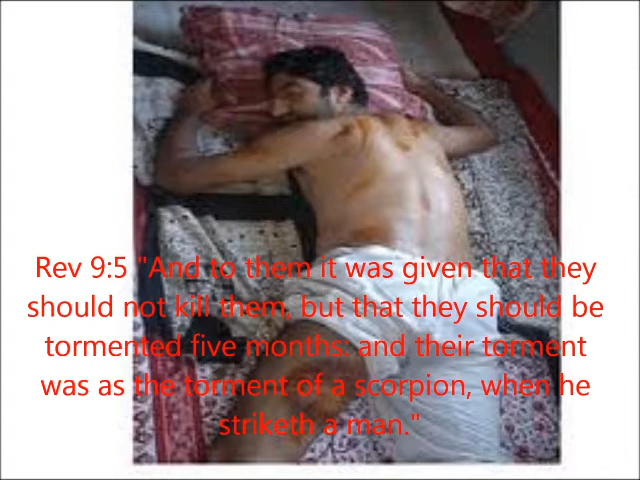 Rev 9:5 "And to them it was given that they
should not kill them, but that they should be
tormented five months: and their torment
was as the torment of a scorpion, when he
striketh a man."